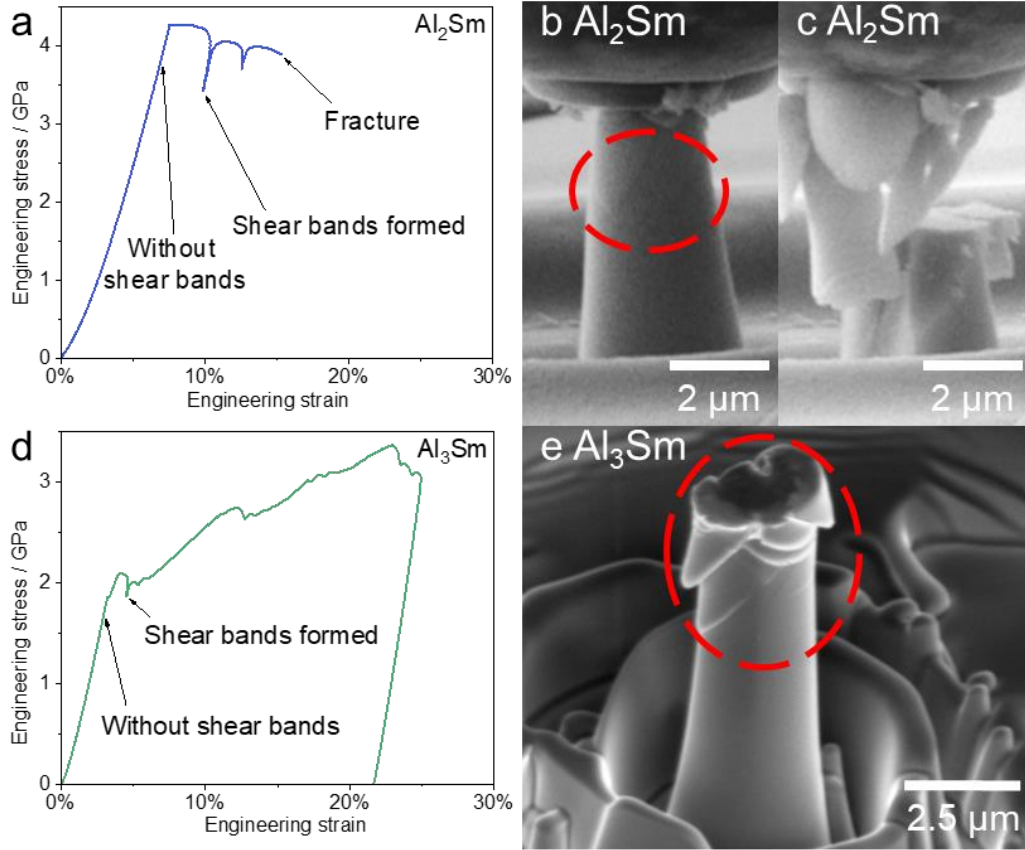 a
Al₂Sm
Engineering stress / GPa
4
3
2
1
0
0%
10%
20%
30%
Engineering strain
Without
shear bands
Shear bands formed
Fracture
b Al₂Sm
2 μm
c Al₂Sm
2 μm
d
Al₃Sm
Engineering stress / GPa
3
2
1
0
0%
10%
20%
30%
Engineering strain
Shear bands formed
Without shear bands
e Al₃Sm
2.5 μm